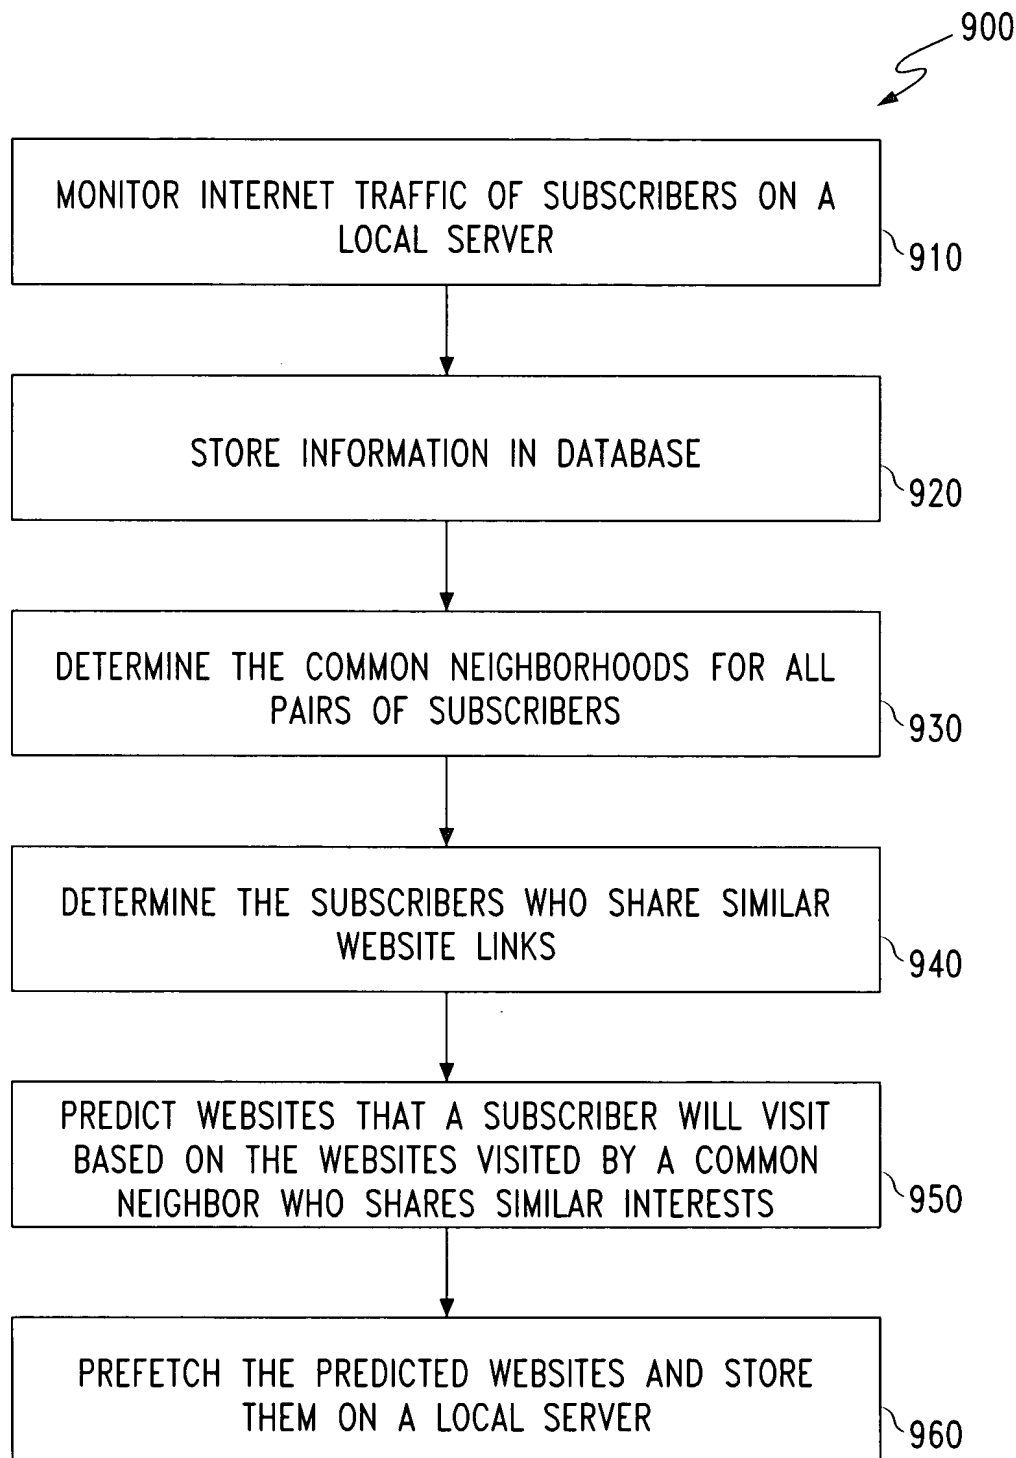 900
MONITOR INTERNET TRAFFIC OF SUBSCRIBERS ON A
LOCAL SERVER
910
STORE INFORMATION IN DATABASE
920
DETERMINE THE COMMON NEIGHBORHOODS FOR ALL
PAIRS OF SUBSCRIBERS
930
DETERMINE THE SUBSCRIBERS WHO SHARE SIMILAR
WEBSITE LINKS
940
PREDICT WEBSITES THAT A SUBSCRIBER WILL VISIT
BASED ON THE WEBSITES VISITED BY A COMMON
NEIGHBOR WHO SHARES SIMILAR INTERESTS
950
PREFETCH THE PREDICTED WEBSITES AND STORE
THEM ON A LOCAL SERVER
960